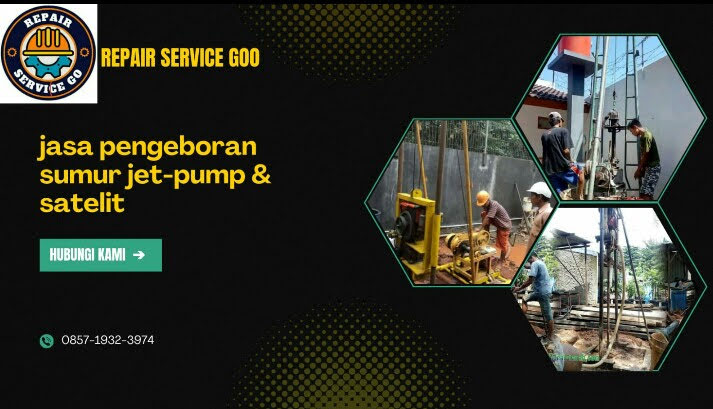 REPAIR
SERVICE GO
REPAIR SERVICE GOO
jasa pengeboran
sumur jet-pump &
satelit
HUBUNGI KAMI →
0857-1932-3974